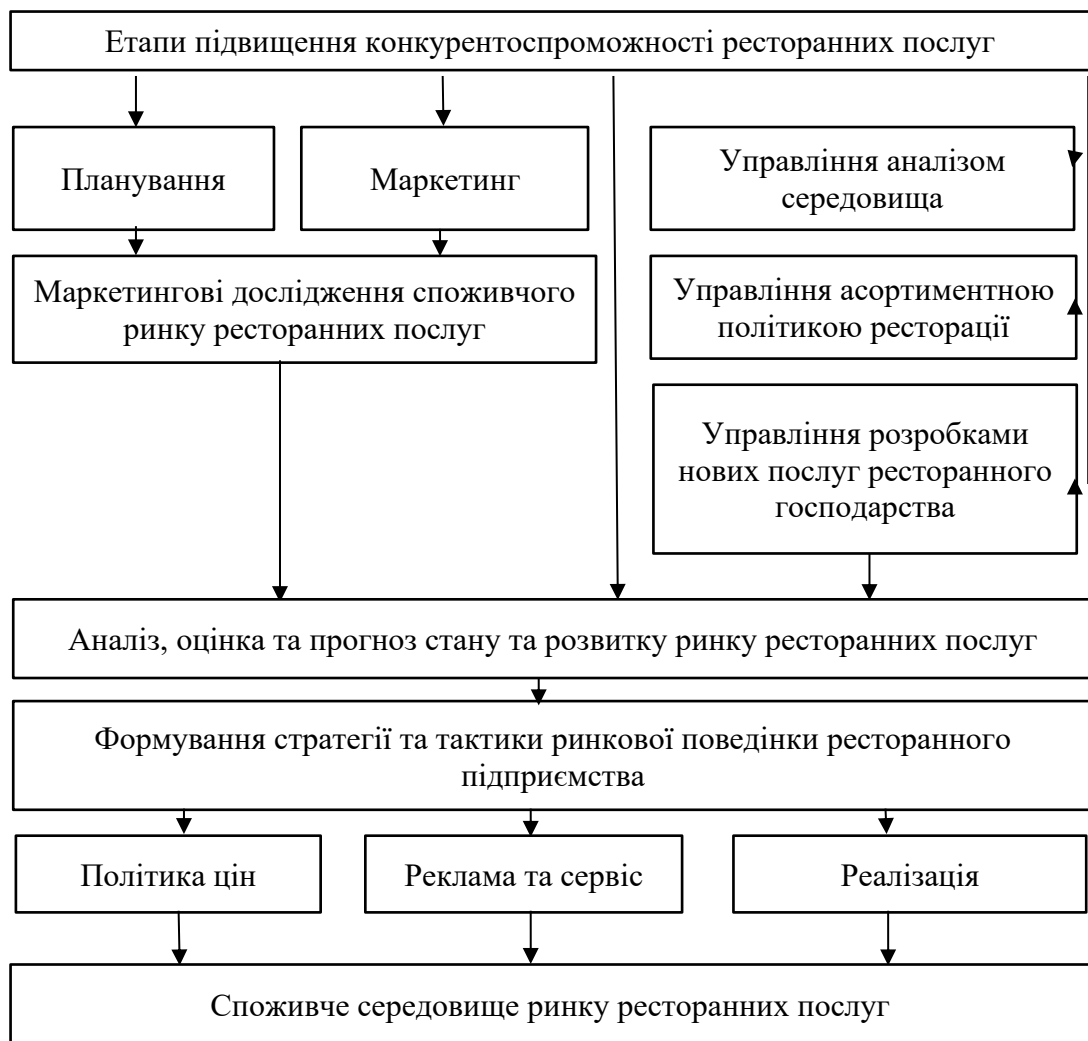 Етапи підвищення конкурентоспроможності ресторанних послуг
Планування
Маркетинг
Управління аналізом
середовища
Маркетингові дослідження споживчого
ринку ресторанних послуг
Управління асортиментною
політикою ресторації
Управління розробками
нових послуг ресторанного
господарства
Аналіз, оцінка та прогноз стану та розвитку ринку ресторанних послуг
Формування стратегії та тактики ринкової поведінки ресторанного
підприємства
Політика цін
Реклама та сервіс
Реалізація
Споживче середовище ринку ресторанних послуг